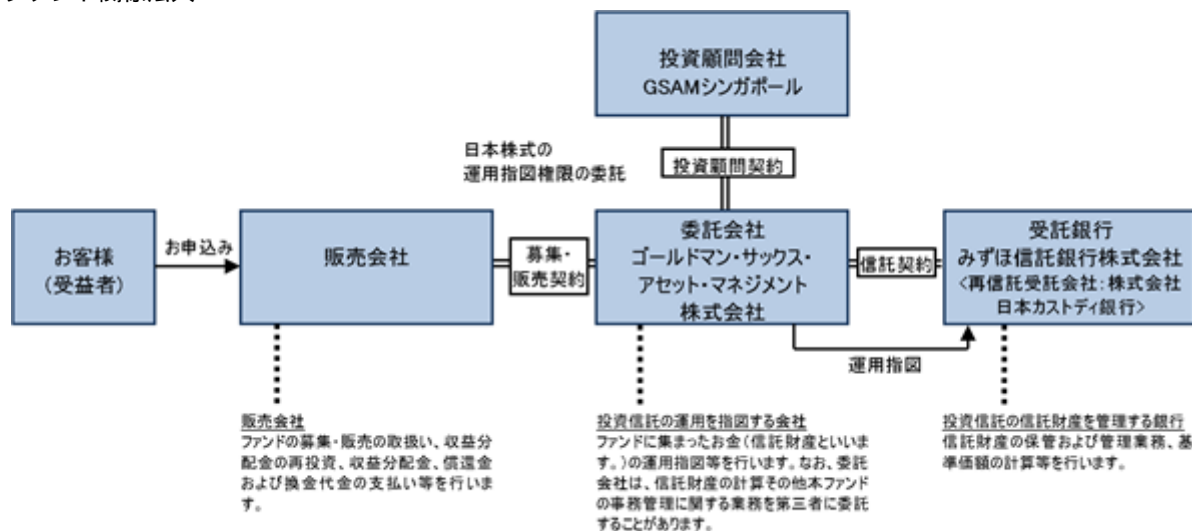 投資顧問会社
GSAMシンガポール
日本株式の
運用指図権限の委託
投資顧問契約
お客様
(受益者)
お申込み
販売会社
募集・
販売契約
委託会社
ゴールドマン・サックス・
アセット・マネジメント
株式会社
信託契約
受託銀行
みずほ信託銀行株式会社
<再信託受託会社:株式会社
日本カストディ銀行>
運用指図
販売会社
ファンドの募集・販売の取扱い、収益分
配金の再投資、収益分配金、償還金
および換金代金の支払い等を行いま
す。
投資信託の運用を指図する会社
ファンドに集まったお金(信託財産といいま
す。)の運用指図等を行います。なお、委託
会社は、信託財産の計算その他本ファンド
の事務管理に関する業務を第三者に委託
することがあります。
投資信託の信託財産を管理する銀行
信託財産の保管および管理業務、基
準価額の計算等を行います。